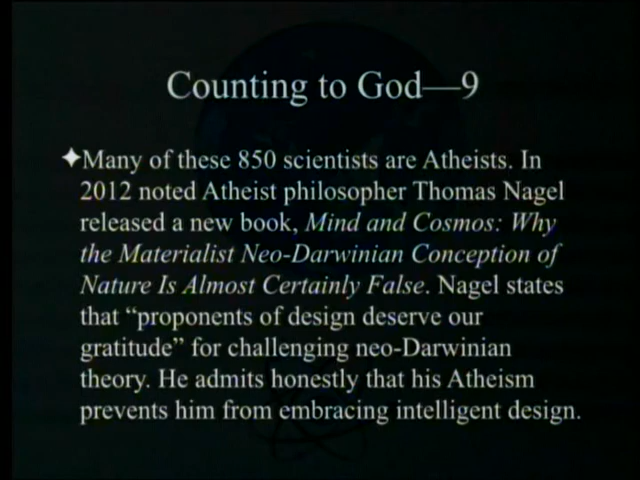 Counting to God—9
✦Many of these 850 scientists are Atheists. In
2012 noted Atheist philosopher Thomas Nagel
released a new book, Mind and Cosmos: Why
the Materialist Neo-Darwinian Conception of
Nature Is Almost Certainly False. Nagel states
that “proponents of design deserve our
gratitude” for challenging neo-Darwinian
theory. He admits honestly that his Atheism
prevents him from embracing intelligent design.